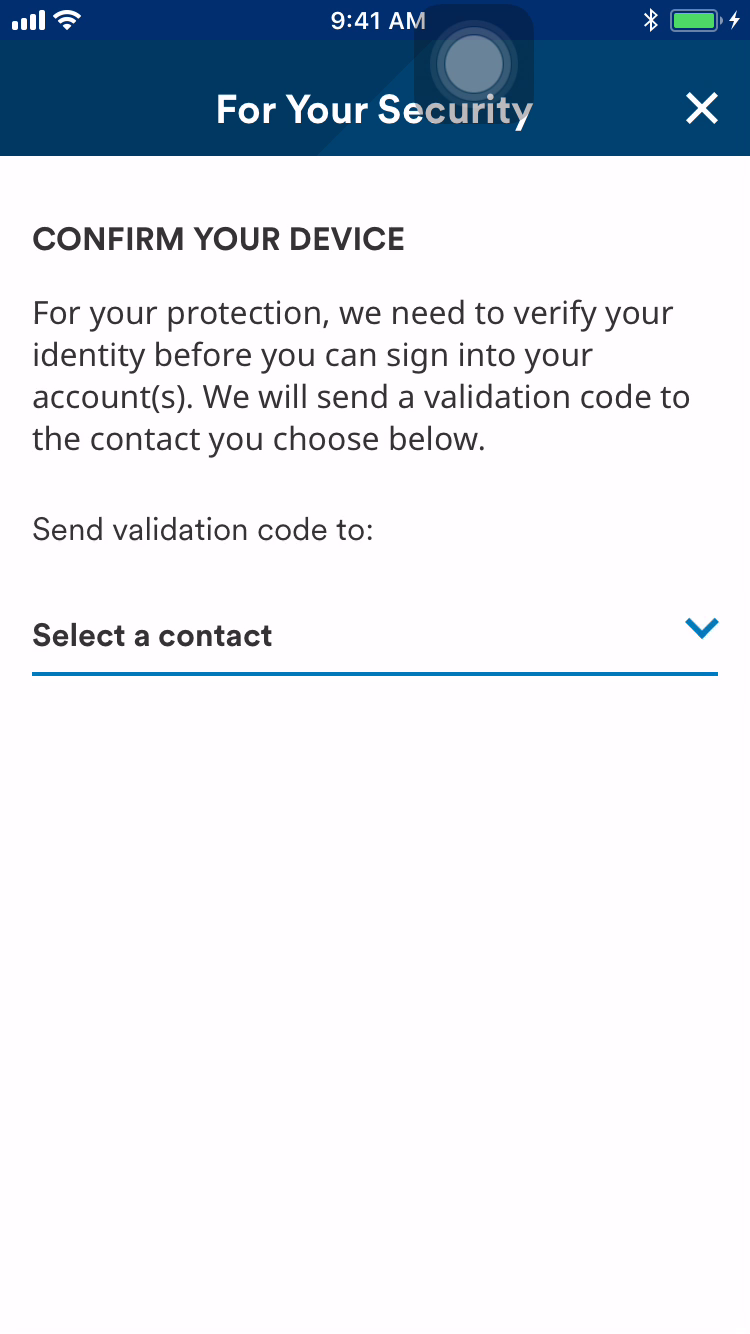 9:41 AM
For Your Security
CONFIRM YOUR DEVICE
For your protection, we need to verify your
identity before you can sign into your
account(s). We will send a validation code to
the contact you choose below.
Send validation code to:
Select a contact